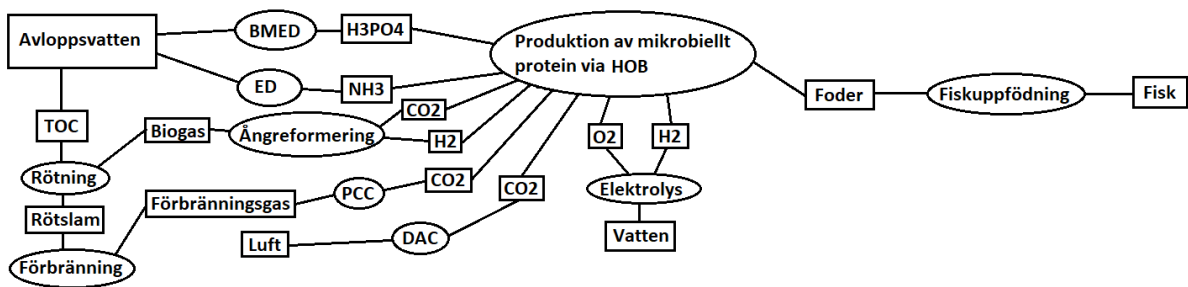 Avloppsvatten
BMED
H3PO4
Produktion av mikrobiellt
protein via HOB
ED
NH3
Foder
Fiskuppfödning
Fisk
TOC
Biogas
Ångreformering
CO2
H2
O2
H2
Rötning
Förbränningsgas
PCC
CO2
CO2
Elektrolys
Rötslam
Luft
DAC
Vatten
Förbränning